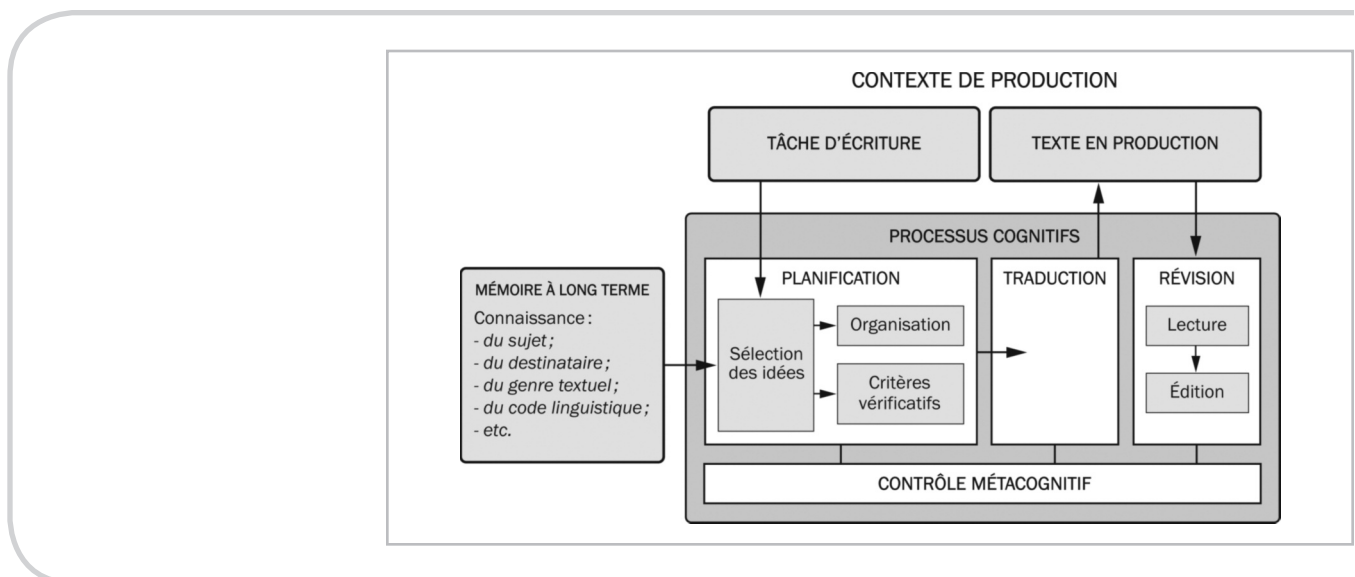 CONTEXTE DE PRODUCTION
TÂCHE D'ÉCRITURE
TEXTE EN PRODUCTION
PROCESSUS COGNITIFS
MÉMOIRE À LONG TERME
Connaissance :
- du sujet ;
- du destinataire ;
- du genre textuel ;
- du code linguistique ;
- etc.
PLANIFICATION
Sélection
des idées
Organisation
Critères
vérificatifs
TRADUCTION
RÉVISION
Lecture
Édition
CONTRÔLE MÉTACOGNITIF